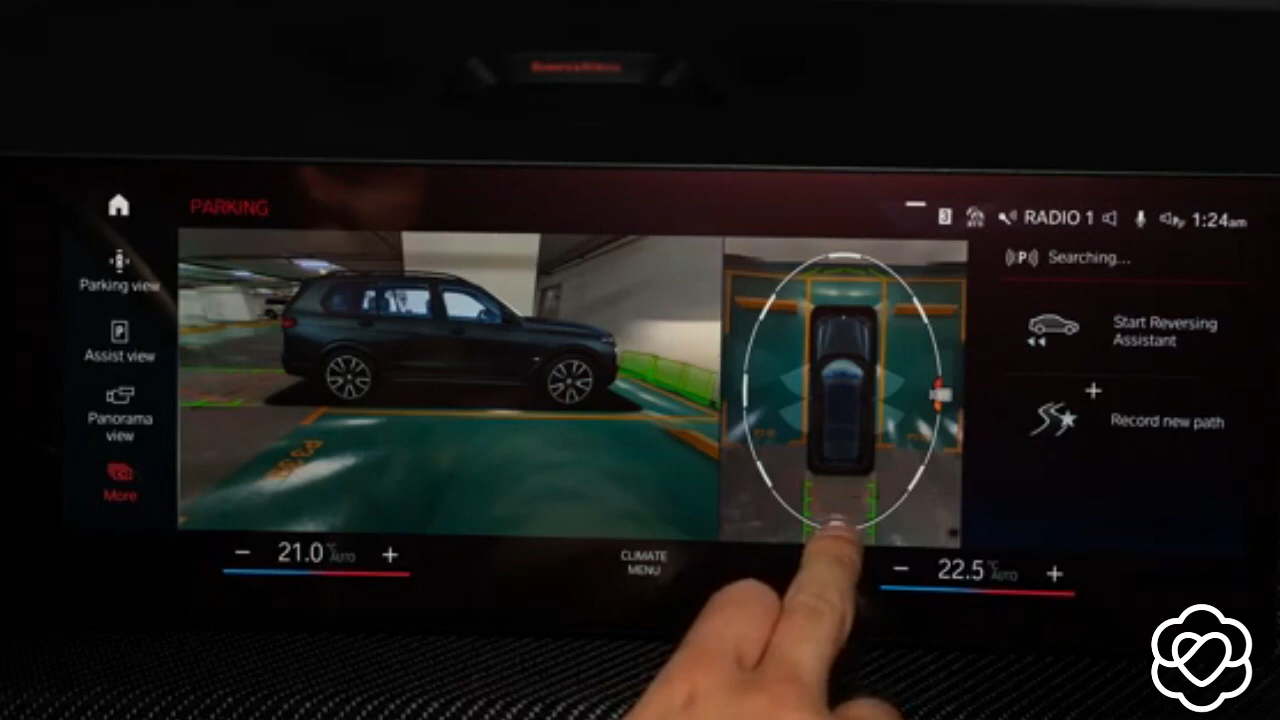 PARKING
3
RADIO 1
1:24am
Parking view
Assist view
Panorama
view
More
(P) Searching...
Start Reversing
Assistant
Record new path
21.0 °C AUTO
CLIMATE
MENU
22.5 °C AUTO